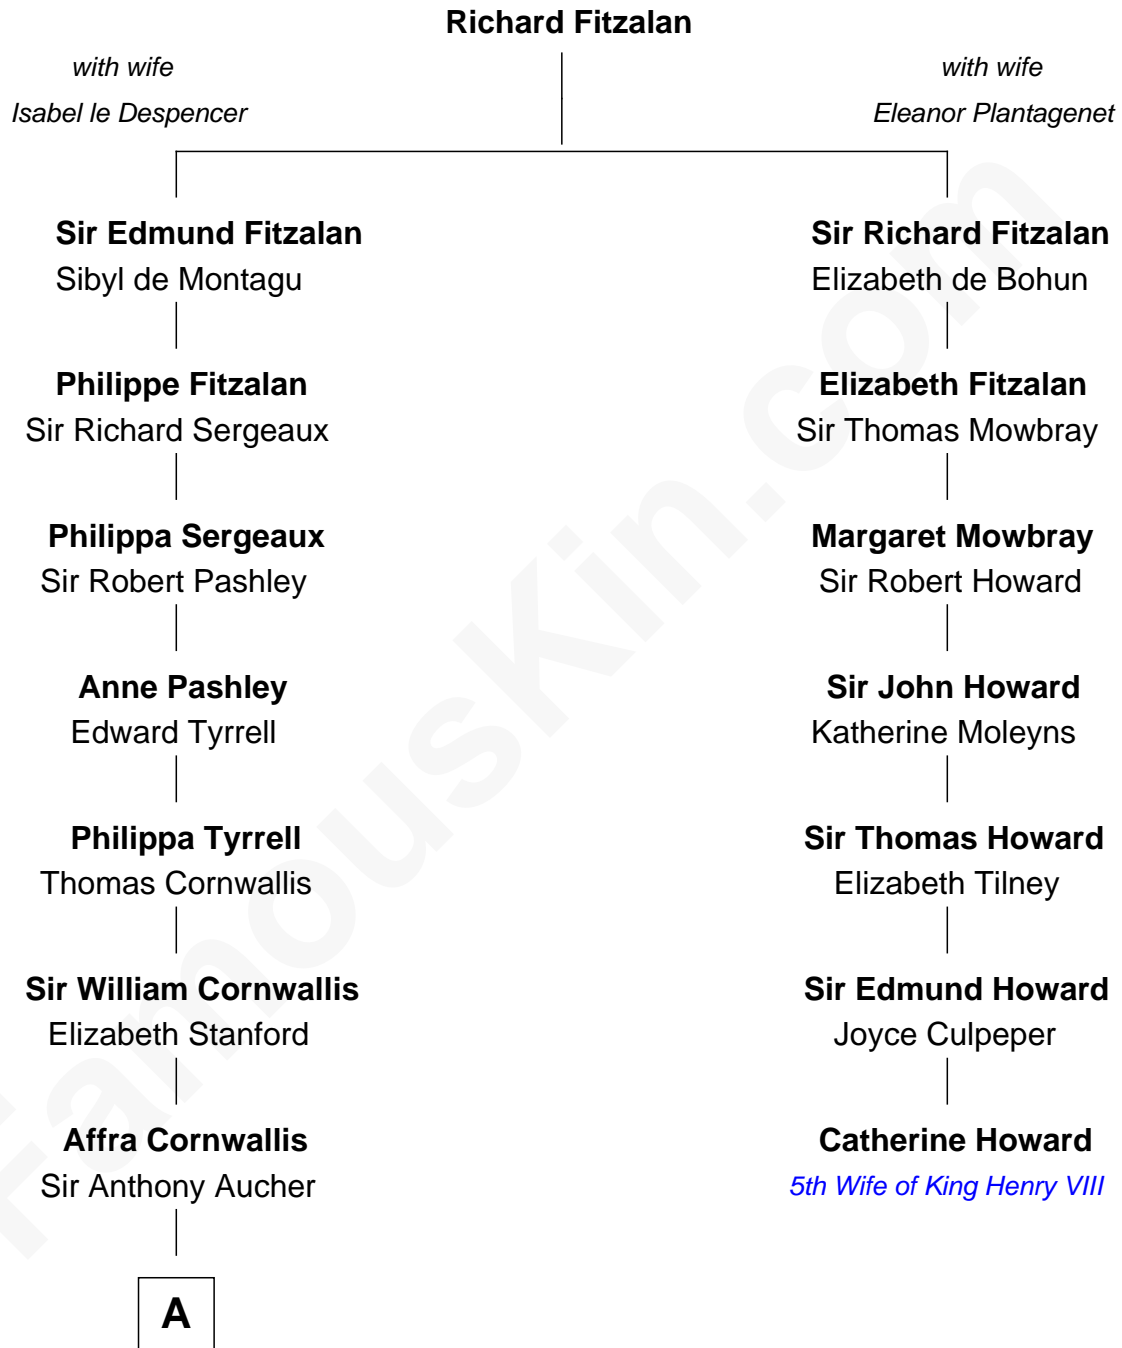 Richard Fitzalan
with wife
Isabel le Despencer
with wife
Eleanor Plantagenet
Sir Edmund Fitzalan
Sibyl de Montagu
Sir Richard Fitzalan
Elizabeth de Bohun
Philippe Fitzalan
Sir Richard Sergeaux
Elizabeth Fitzalan
Sir Thomas Mowbray
Philippa Sergeaux
Sir Robert Pashley
Margaret Mowbray
Sir Robert Howard
Anne Pashley
Edward Tyrrell
Sir John Howard
Katherine Moleyns
Philippa Tyrrell
Thomas Cornwallis
Sir Thomas Howard
Elizabeth Tilney
Sir William Cornwallis
Elizabeth Stanford
Sir Edmund Howard
Joyce Culpeper
Affra Cornwallis
Sir Anthony Aucher
Catherine Howard
5th Wife of King Henry VIII
A
FamousKin.com